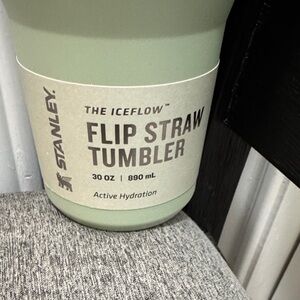 STANLEY.
THE ICEFLOW™
FLIP STRAW
TUMBLER
30 OZ | 890 mL
Active Hydration